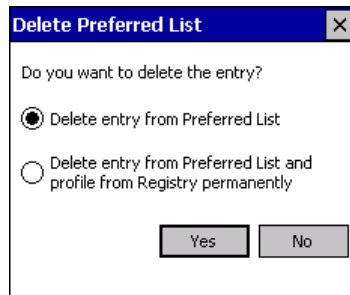 Delete Preferred List
Do you want to delete the entry?
Delete entry from Preferred List
Delete entry from Preferred List and
profile from Registry permanently
Yes No